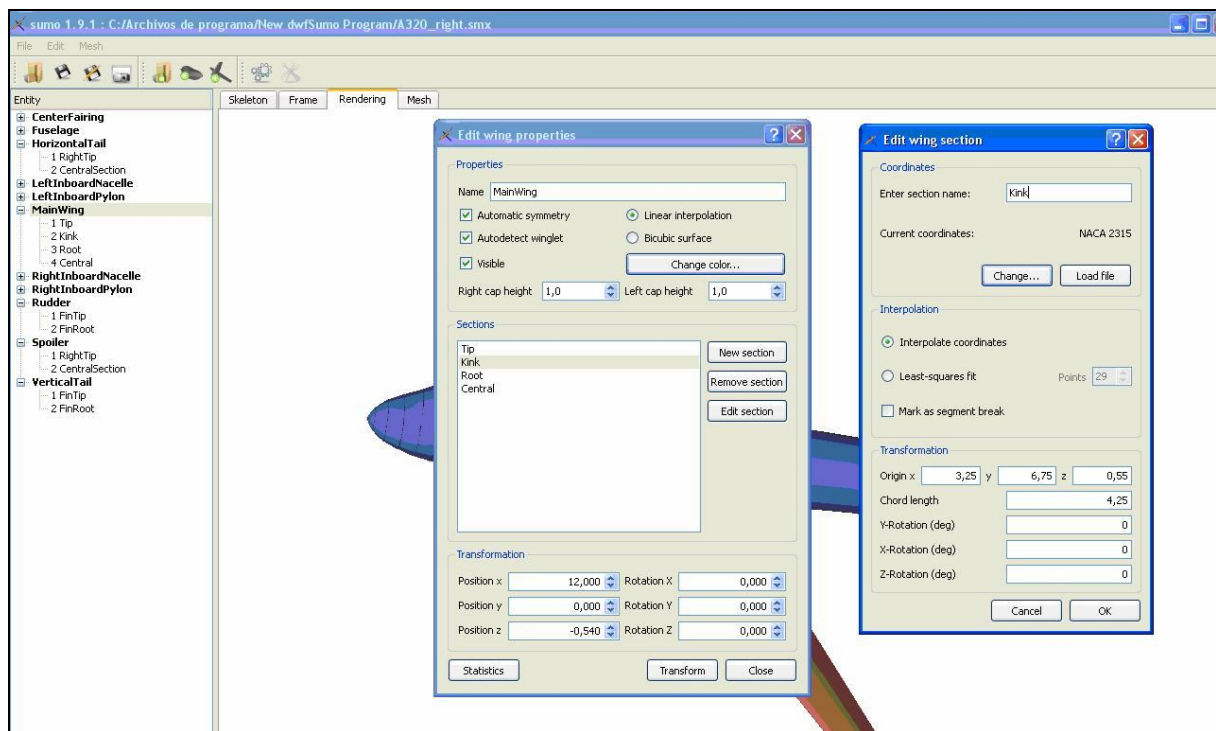 sumo 1.9.1 : C:/Archivos de programa/New dwfSumo Program/A320_right.smx
File Edit Mesh
Entity
CenterFairing
Fuselage
HorizontalTail
1 RightTip
2 CentralSection
LeftInboardNacelle
LeftInboardPylon
MainWing
1 Tip
2 Kink
3 Root
4 Central
RightInboardNacelle
RightInboardPylon
Rudder
1 FinTip
2 FinRoot
Spoiler
1 RightTip
2 CentralSection
VerticalTail
1 FinTip
2 FinRoot
Skeleton Frame Rendering Mesh
Edit wing properties
Properties
Name MainWing
Automatic symmetry Linear interpolation
Autodetect winglet Bicubic surface
Visible Change color...
Right cap height 1,0 Left cap height 1,0
Sections
Tip
Kink
Root
Central
New section
Remove section
Edit section
Transformation
Position x 12,000 Rotation X 0,000
Position y 0,000 Rotation Y 0,000
Position z -0,540 Rotation Z 0,000
Statistics Transform Close
Edit wing section
Coordinates
Enter section name: Kink
Current coordinates: NACA 2315
Change... Load file
Interpolation
Interpolate coordinates
Least-squares fit Points 29
Mark as segment break
Transformation
Origin x 3,25 y 6,75 z 0,55
Chord length 4,25
Y-Rotation (deg) 0
X-Rotation (deg) 0
Z-Rotation (deg) 0
Cancel OK